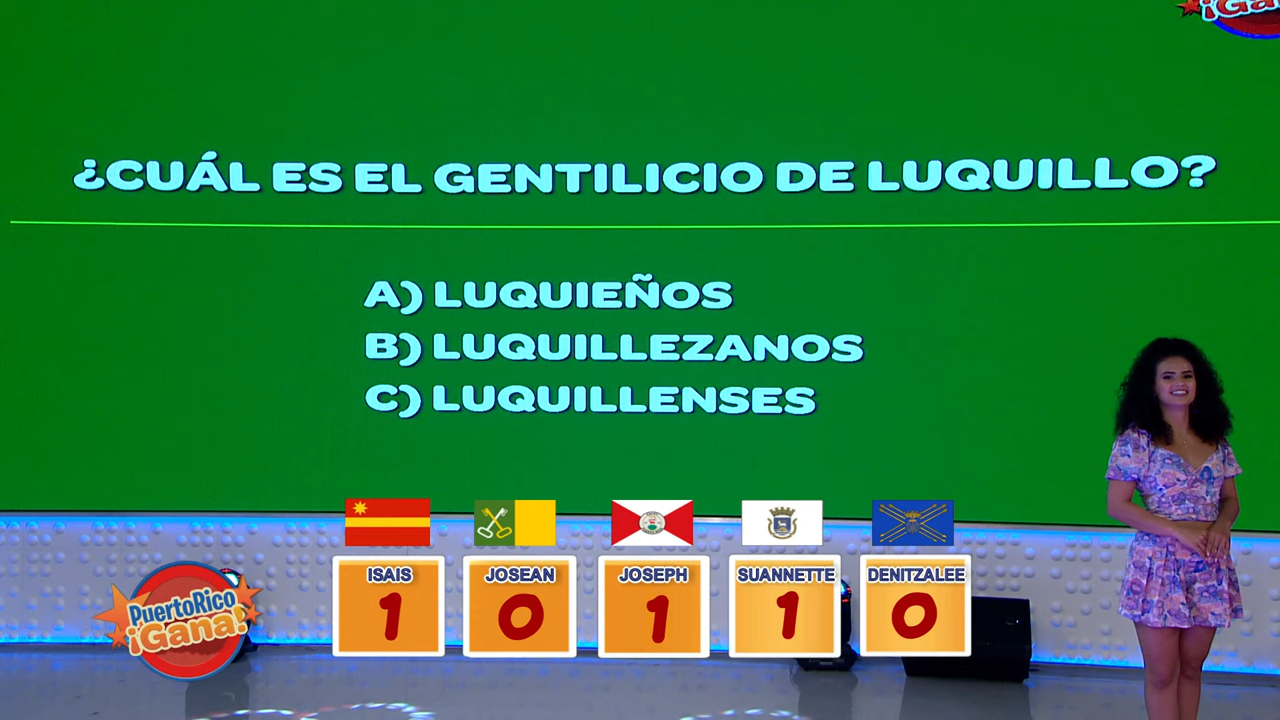 ¡Ga
¿CUÁL ES EL GENTILICIO DE LUQUILLO?
A) LUQUIEÑOS
B) LUQUILLEZANOS
C) LUQUILLENSES
ISAIS
JOSEAN
JOSEPH
SUANNETTE
DENITZALEE
1
0
1
1
0
PuertoRico
¡Gana!